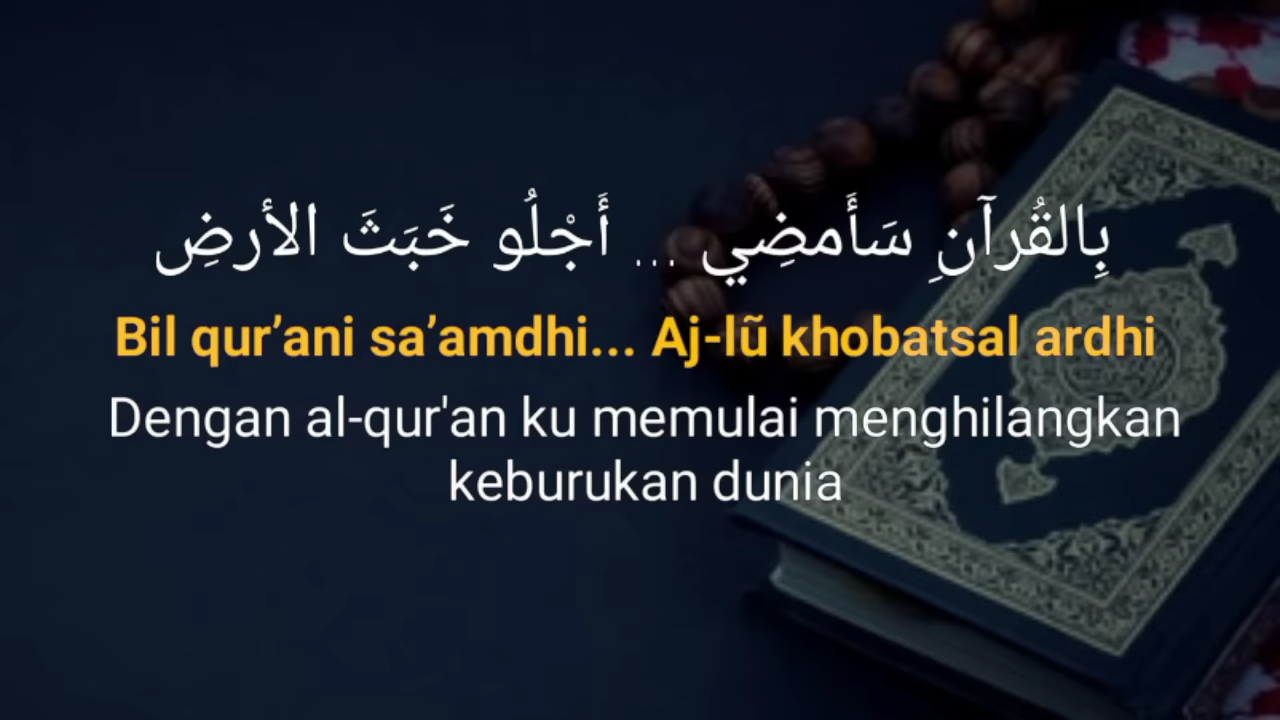 بِالقُرآنِ سَأَمضِي ... أَجْلُو خَبَثَ الأرضِ
Bil qur’ani sa’amdhi... Aj-lũ khobatsal ardhi
Dengan al-qur'an ku memulai menghilangkan
keburukan dunia